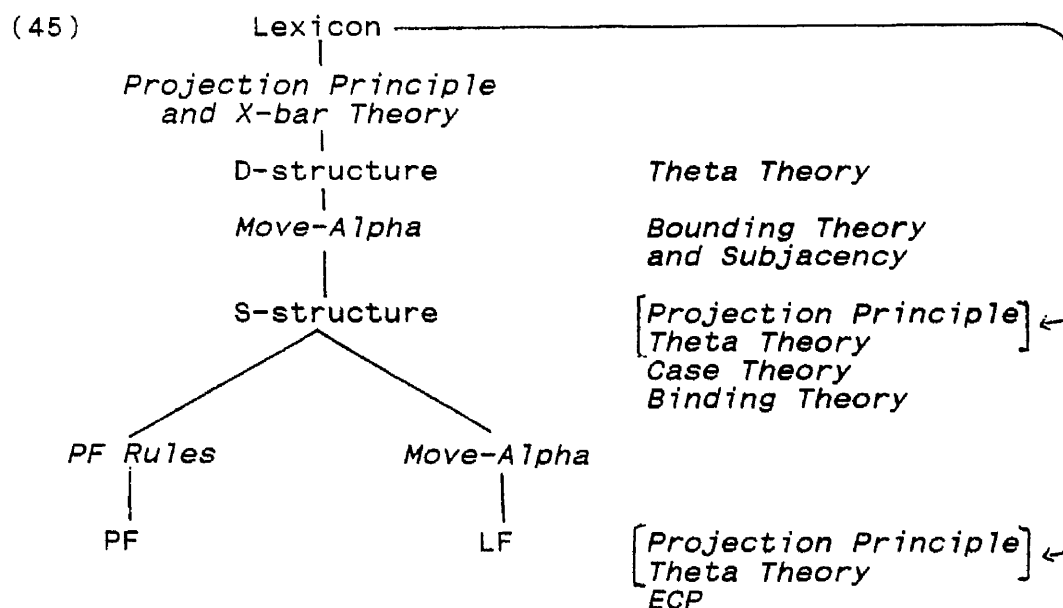 (45) Lexicon
Projection Principle
and X-bar Theory
D-structure Theta Theory
Move-Alpha Bounding Theory
and Subjacency
S-structure [Projection Principle]
Theta Theory
Case Theory
Binding Theory
PF Rules Move-Alpha
PF LF [Projection Principle]
Theta Theory
ECP